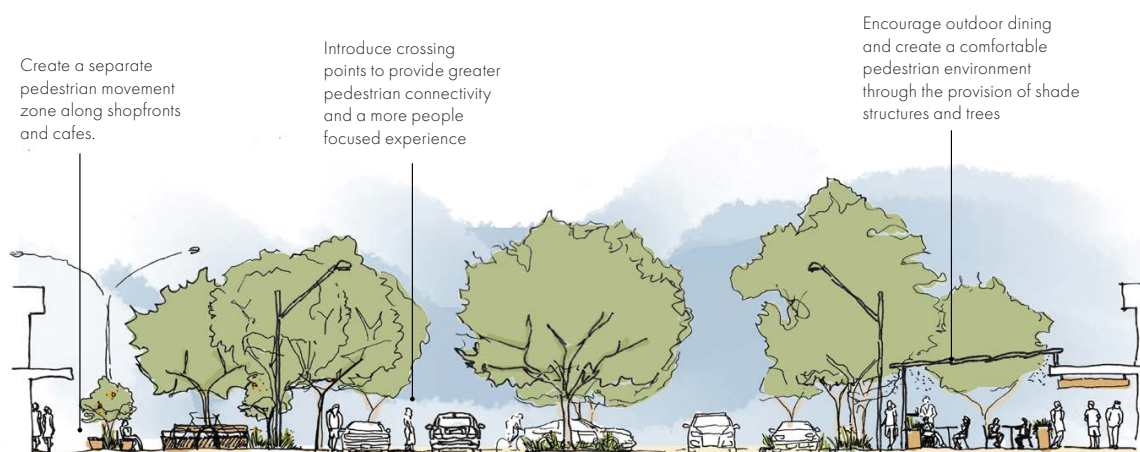 Create a separate
pedestrian movement
zone along shopfronts
and cafes.
Introduce crossing
points to provide greater
pedestrian connectivity
and a more people
focused experience
Encourage outdoor dining
and create a comfortable
pedestrian environment
through the provision of shade
structures and trees